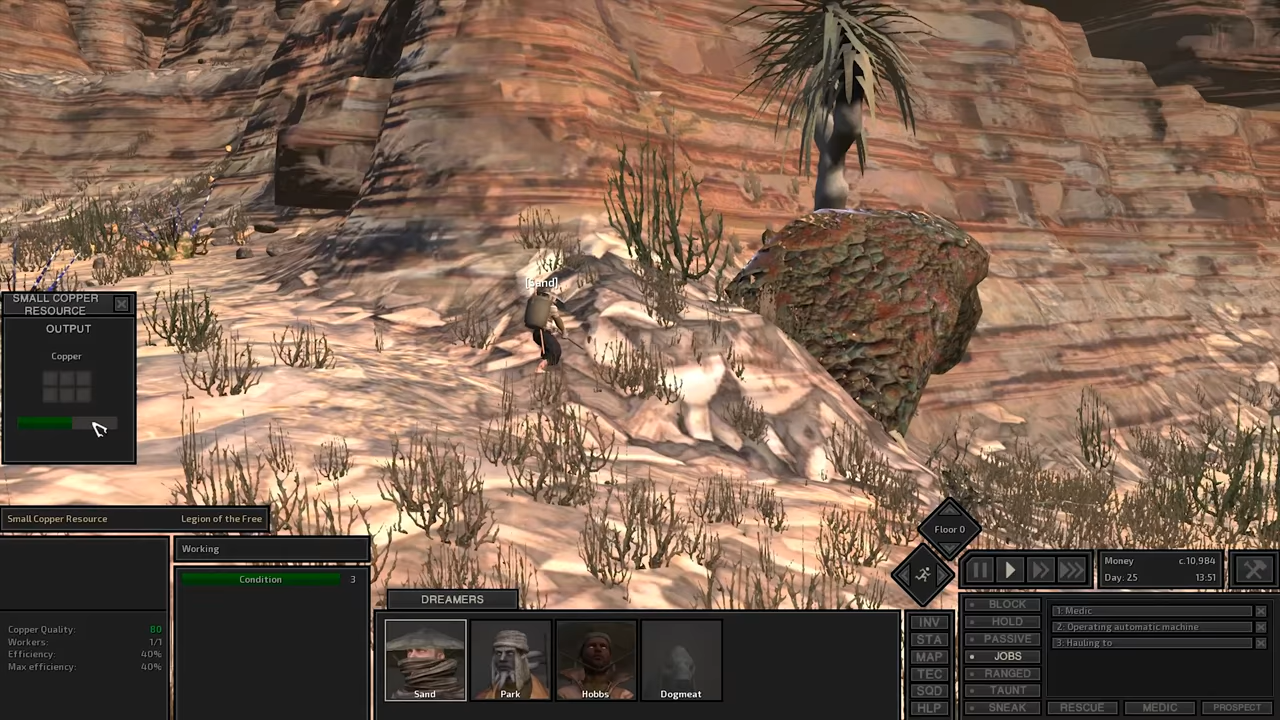 [Sand]
SMALL COPPER
RESOURCE
OUTPUT
Copper
Small Copper Resource Legion of the Free
Working
Condition 3
Copper Quality: 80
Workers: 1/1
Efficiency: 40%
Max efficiency: 40%
DREAMERS
Sand
Park
Hobbs
Dogmeat
Floor 0
Money c.10,984
Day: 25 13:51
INV
STA
MAP
TEC
SQD
HLP
BLOCK
HOLD
PASSIVE
JOBS
RANGED
TAUNT
SNEAK
1: Medic
2: Operating automatic machine
3: Hauling to
RESCUE
MEDIC
PROSPECT